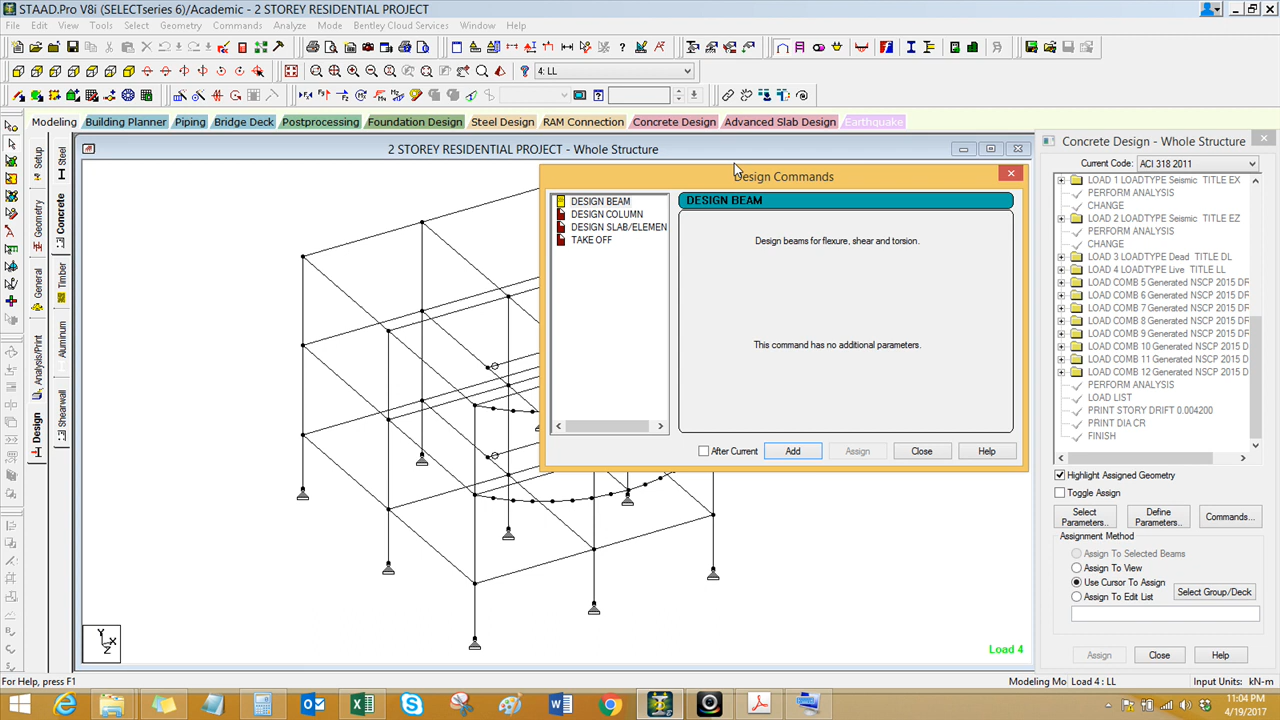 STAAD.Pro V8i (SELECTseries 6)/Academic - 2 STOREY RESIDENTIAL PROJECT
File Edit View Tools Select Geometry Commands Analyze Mode Bentley Cloud Services Window Help
4: LL
Modeling Building Planner Piping Bridge Deck Postprocessing Foundation Design Steel Design RAM Connection Concrete Design Advanced Slab Design Earthquake
Setup
Geometry
General
Analysis/Print
Design
Steel
Concrete
Timber
Aluminum
Shearwall
2 STOREY RESIDENTIAL PROJECT - Whole Structure
Design Commands
DESIGN BEAM
DESIGN COLUMN
DESIGN SLAB/ELEMEN
TAKE OFF
DESIGN BEAM
Design beams for flexure, shear and torsion.
This command has no additional parameters.
After Current Add Assign Close Help
Y
X
Z
Load 4
Concrete Design - Whole Structure
Current Code: ACI 318 2011
LOAD 1 LOADTYPE Seismic TITLE EX
PERFORM ANALYSIS
CHANGE
LOAD 2 LOADTYPE Seismic TITLE EZ
PERFORM ANALYSIS
CHANGE
LOAD 3 LOADTYPE Dead TITLE DL
LOAD 4 LOADTYPE Live TITLE LL
LOAD COMB 5 Generated NSCP 2015 DF
LOAD COMB 6 Generated NSCP 2015 DF
LOAD COMB 7 Generated NSCP 2015 DF
LOAD COMB 8 Generated NSCP 2015 DF
LOAD COMB 9 Generated NSCP 2015 DF
LOAD COMB 10 Generated NSCP 2015 D
LOAD COMB 11 Generated NSCP 2015 D
LOAD COMB 12 Generated NSCP 2015 D
PERFORM ANALYSIS
LOAD LIST
PRINT STORY DRIFT 0.004200
PRINT DIA CR
FINISH
Highlight Assigned Geometry
Toggle Assign
Select Parameters.. Define Parameters.. Commands...
Assignment Method
Assign To Selected Beams
Assign To View
Use Cursor To Assign
Assign To Edit List
Select Group/Deck
Assign Close Help
For Help, press F1
Modeling Mo Load 4 : LL Input Units: kN-m
11:04 PM
4/19/2017